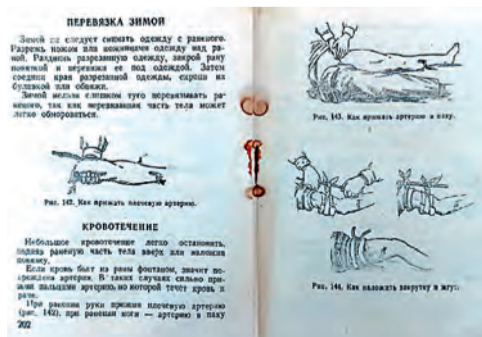 ПЕРЕВЯЗКА ЗИМОЙ
Зимой не следует снимать одежду с раненого.
Разрежь ножом или ножницами одежду над ра-
ной. Раздвинь разрезанную одежду, закрой рану
повязкой и перевяжи ее под одеждой. Затем
соедини края разрезанной одежды, скрепи их
булавкой или обвяжи.
Зимой нельзя слишком туго перевязывать ра-
неного, так как перевязанная часть тела может
легко обморозиться.
Рис. 142. Как прижать плечевую артерию.
КРОВОТЕЧЕНИЕ
Небольшое кровотечение легко остановить,
подняв раненую часть тела вверх или наложив
повязку.
Если кровь бьет из раны фонтаном, значит по-
вреждена артерия. В таких случаях сильно при-
жми пальцами артерию, по которой течет кровь к
ране.
При ранении руки прижми плечевую артерию
(рис. 142), при ранении ноги — артерию в паху
202
Рис. 143. Как прижать артерию в паху.
Рис. 144. Как наложить закрутку и жгут.